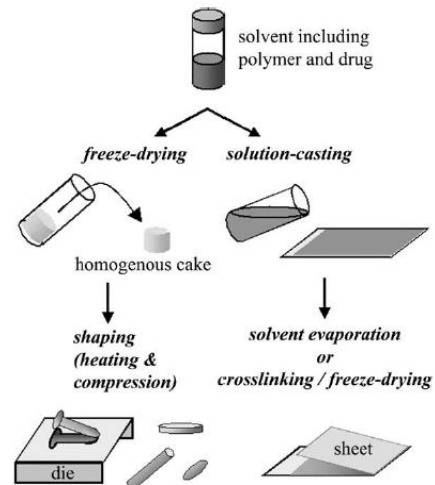 solvent including
polymer and drug
freeze-drying
solution-casting
homogenous cake
shaping
(heating &
compression)
solvent evaporation
or
crosslinking / freeze-drying
die
sheet